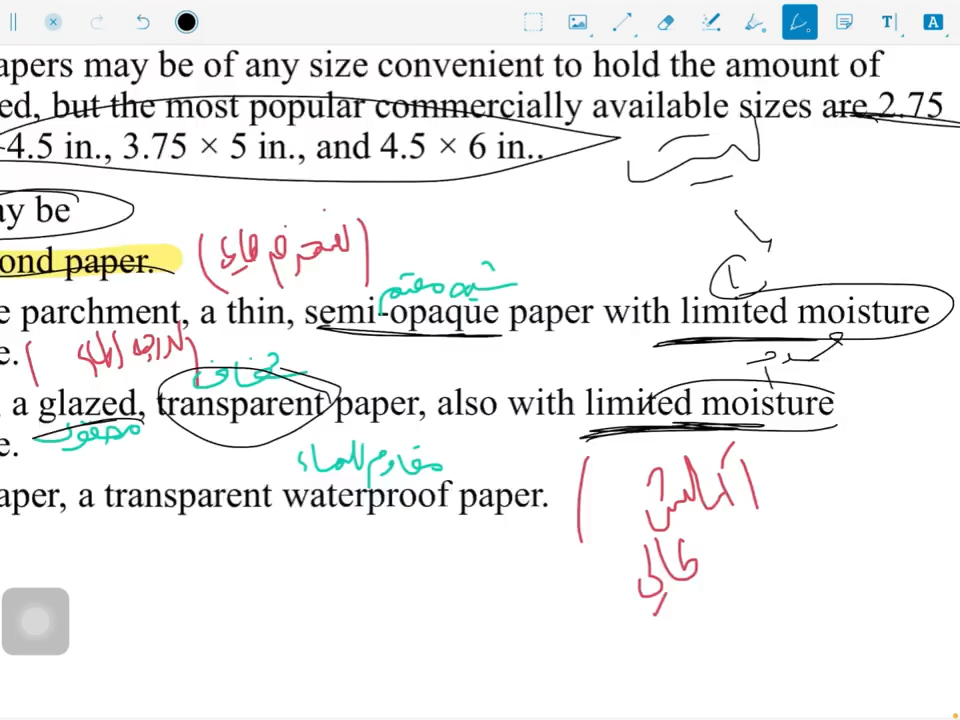 apers may be of any size convenient to hold the amount of
ed, but the most popular commercially available sizes are 2.75
4.5 in., 3.75 × 5 in., and 4.5 × 6 in..
ليش
ay be
ond paper.
شبه معتم
e parchment, a thin, semi-opaque paper with limited moisture
e.
شفاف
a glazed, transparent paper, also with limited moisture
مصقول
e.
مقاوم للماء
aper, a transparent waterproof paper.